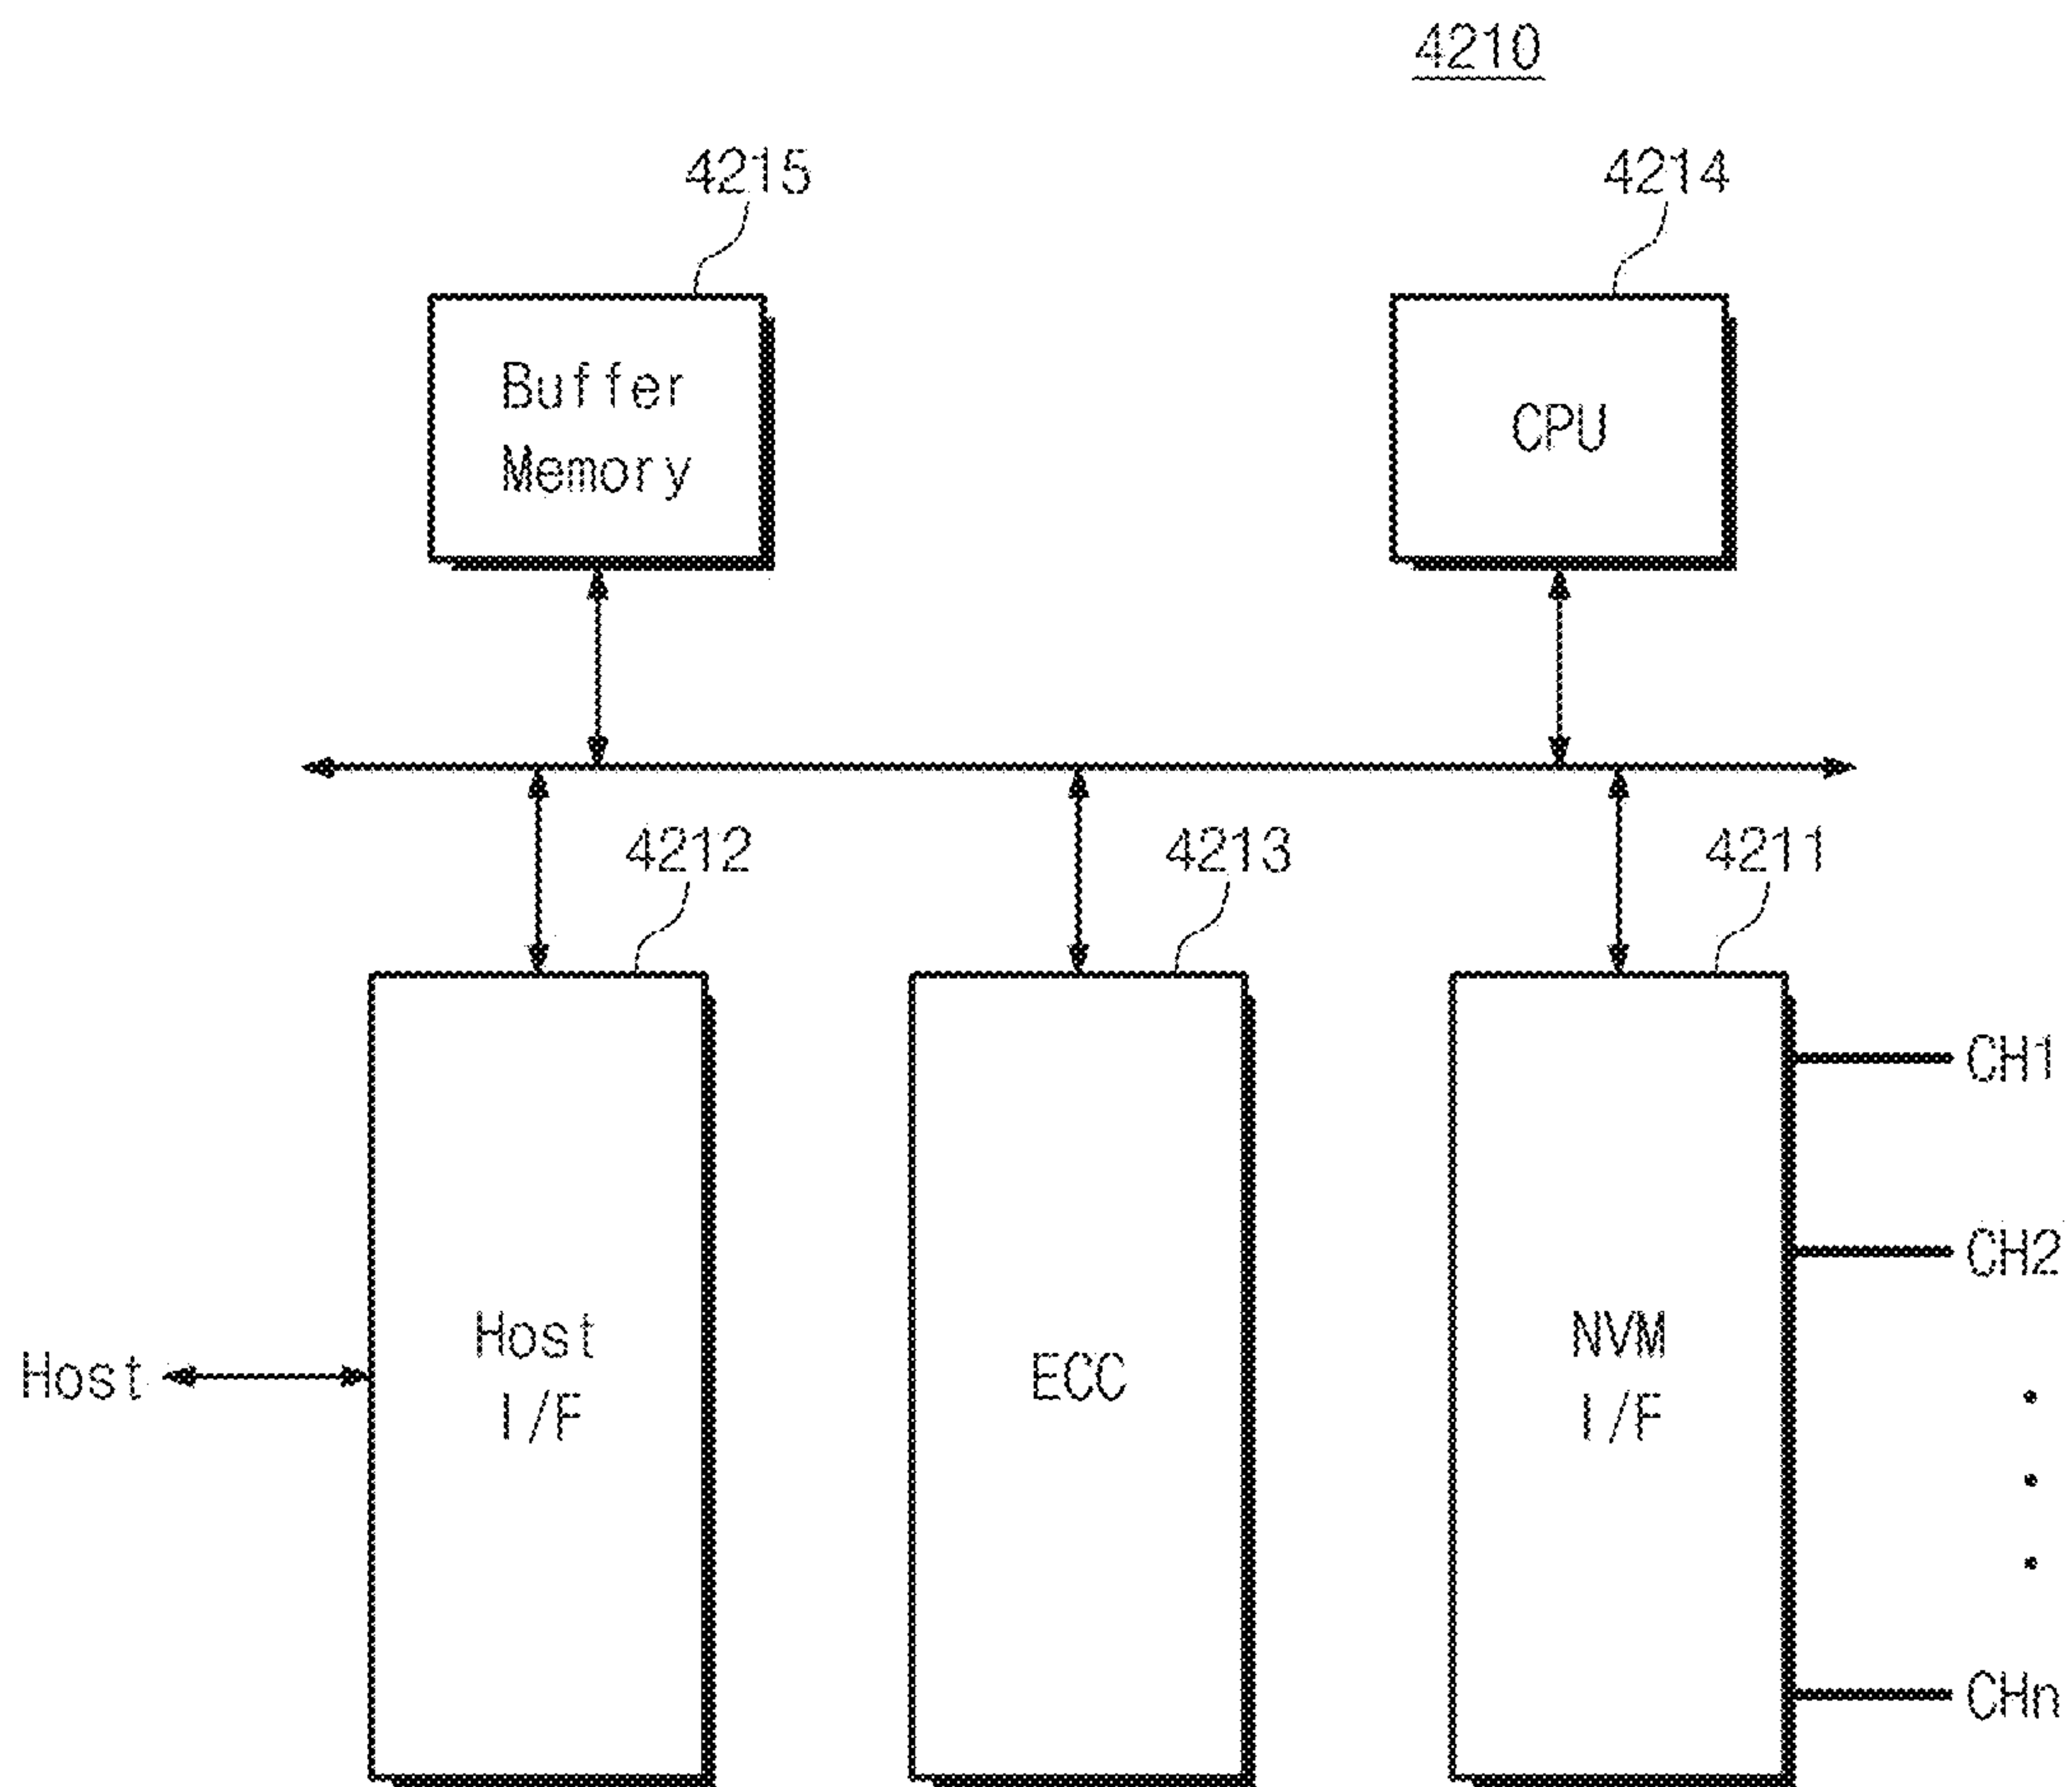 4210
4215
4214
Buffer
Memory
CPU
4212
4213
4211
CH1
CH2
Host
Host
I/F
ECC
NVM
I/F
CHn